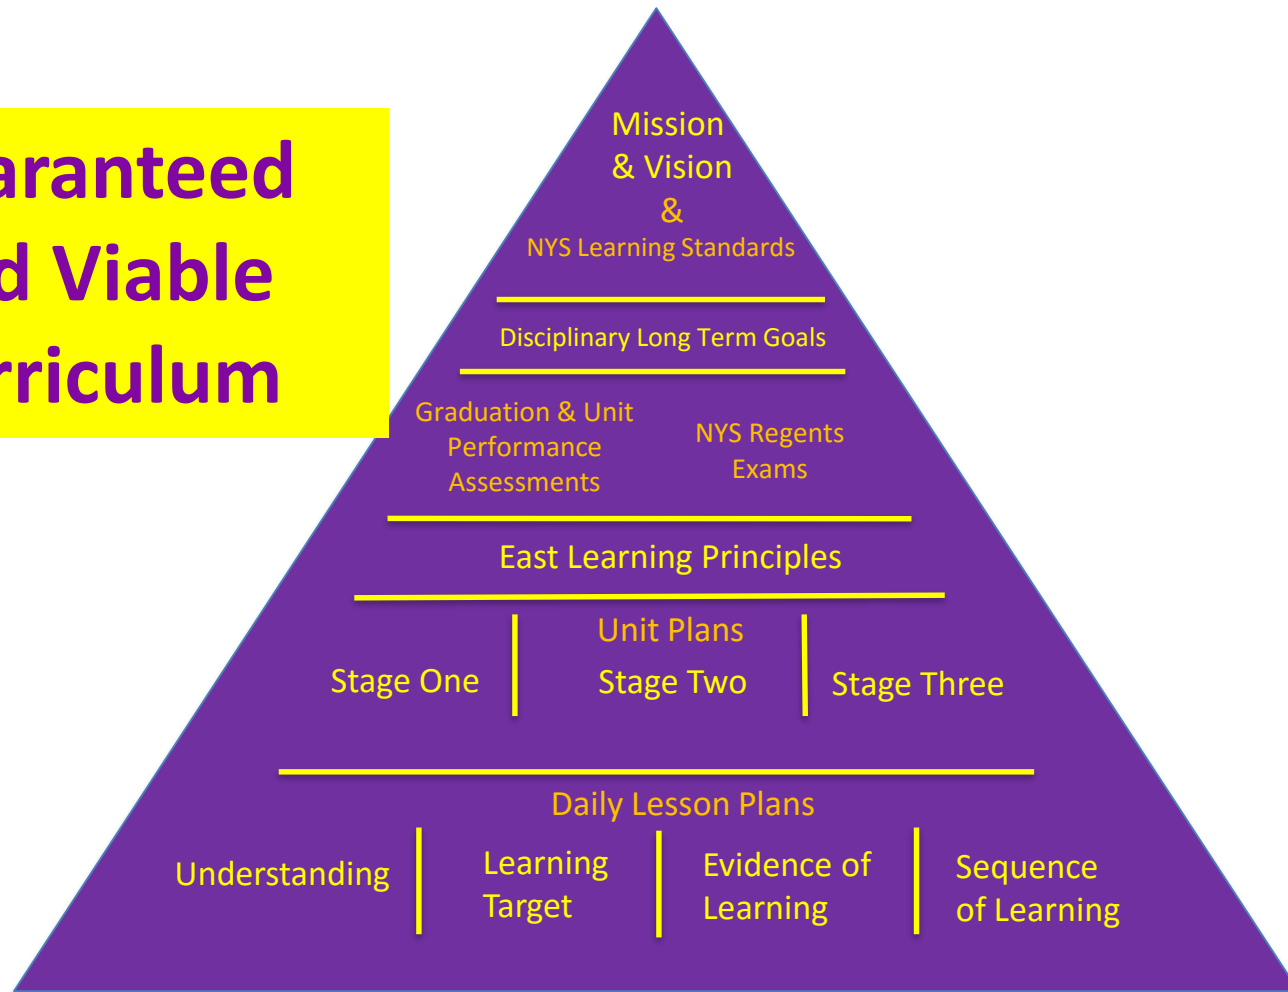 aranteed
d Viable
rriculum
Mission
& Vision
&
NYS Learning Standards
Disciplinary Long Term Goals
Graduation & Unit
Performance
Assessments
NYS Regents
Exams
East Learning Principles
Unit Plans
Stage One
Stage Two
Stage Three
Daily Lesson Plans
Understanding
Learning
Target
Evidence of
Learning
Sequence
of Learning